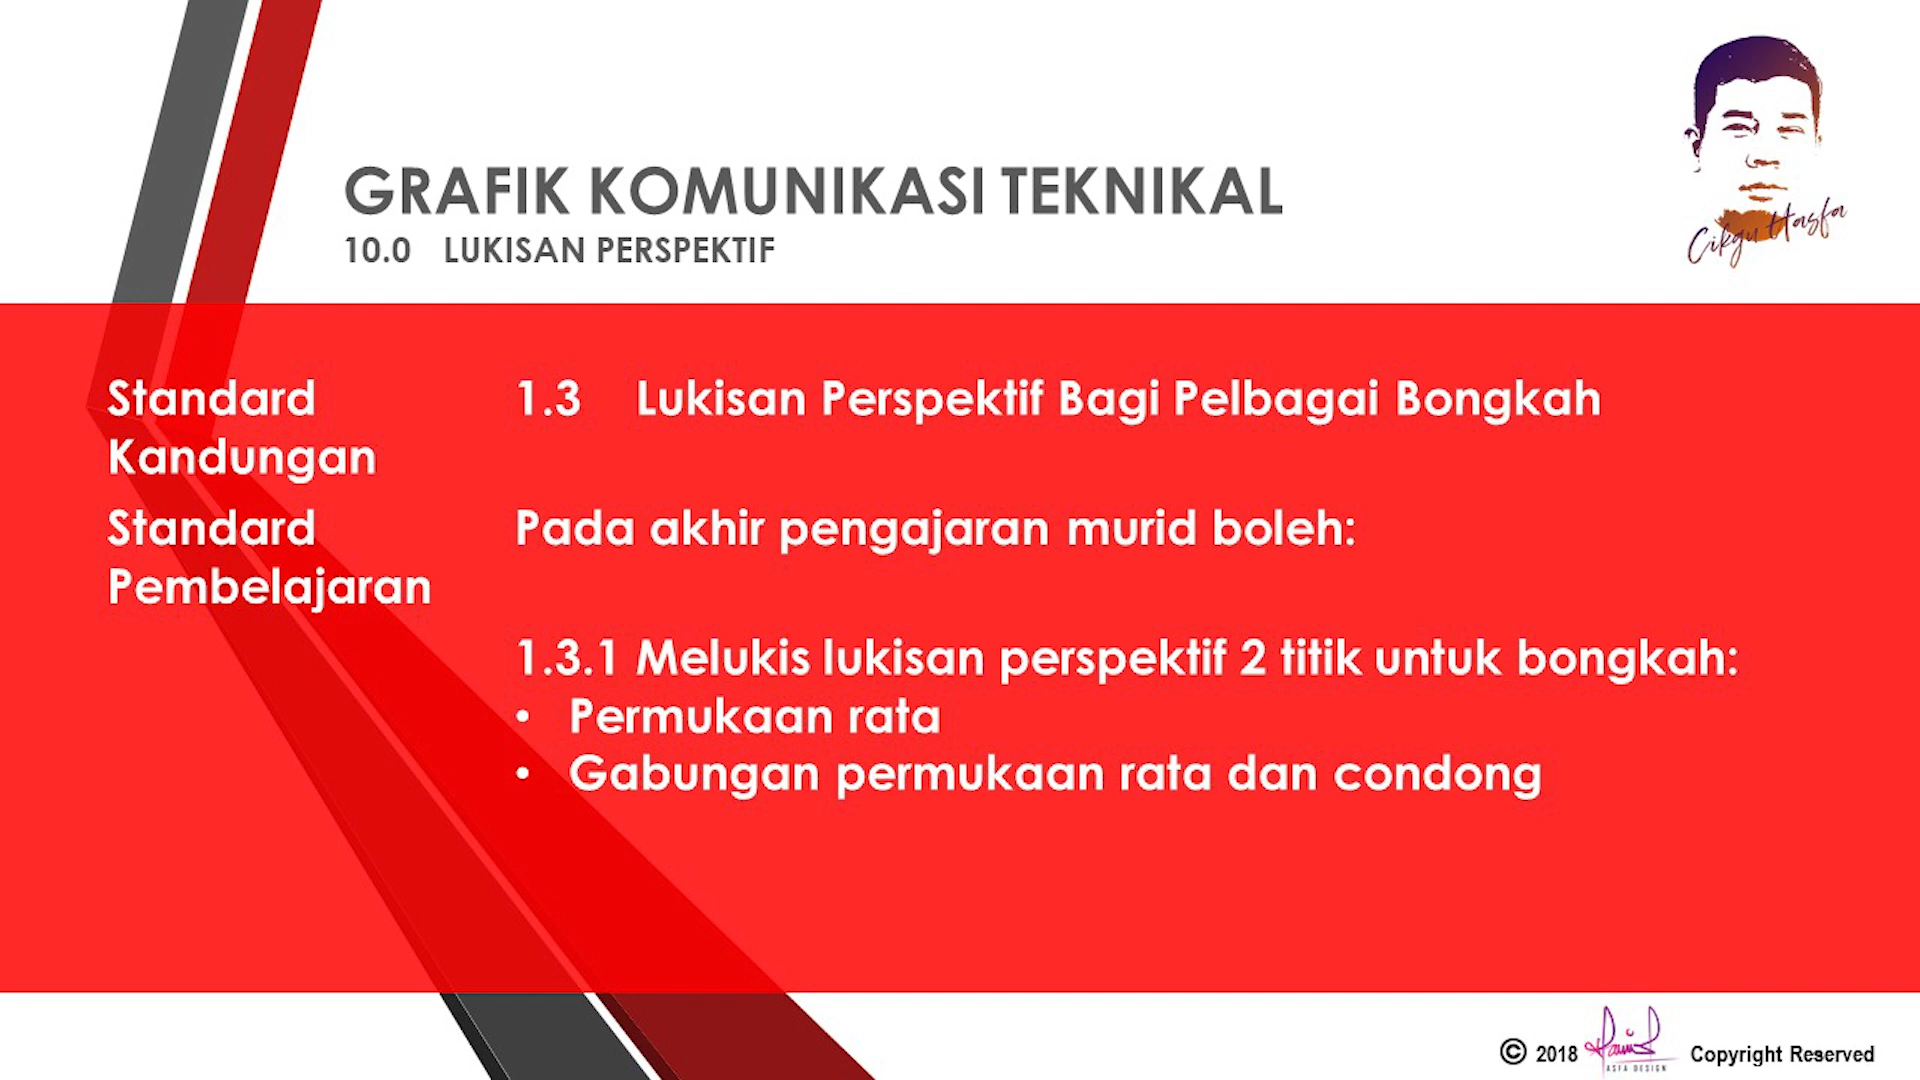 GRAFIK KOMUNIKASI TEKNIKAL
10.0 LUKISAN PERSPEKTIF
Cikgu Hasfa
Standard Kandungan
1.3 Lukisan Perspektif Bagi Pelbagai Bongkah
Standard Pembelajaran
Pada akhir pengajaran murid boleh:
1.3.1 Melukis lukisan perspektif 2 titik untuk bongkah:
• Permukaan rata
• Gabungan permukaan rata dan condong
© 2018
ASFA DESIGN
Copyright Reserved